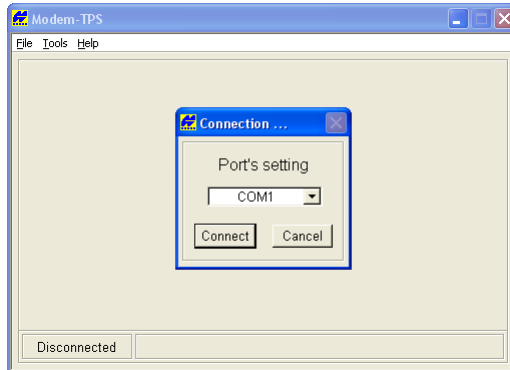 Modem-TPS
File Tools Help
Connection ...
Port's setting
COM1
Connect Cancel
Disconnected